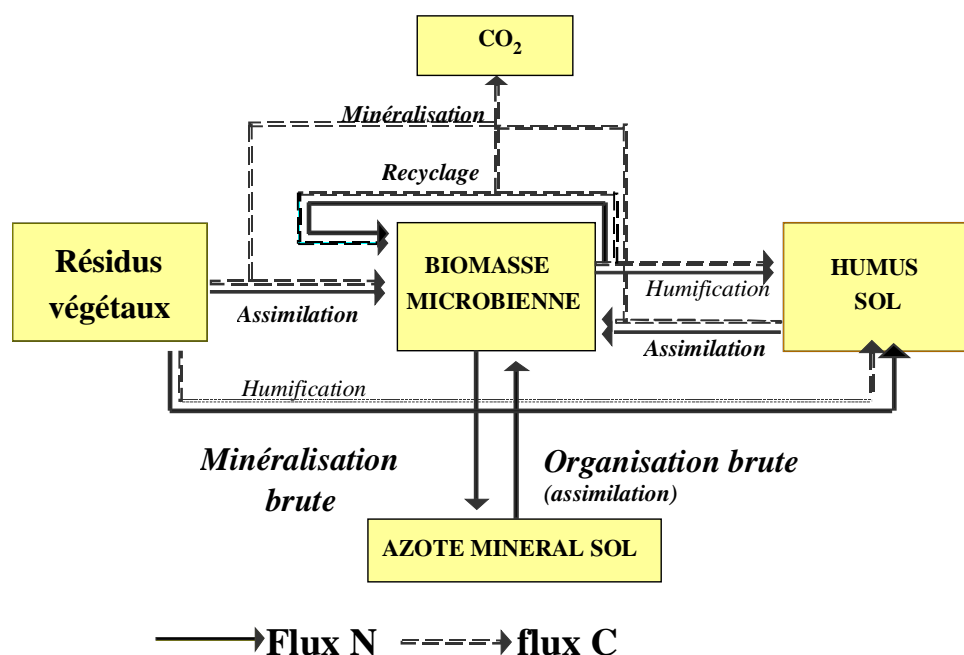 CO2
Minéralisation
Recyclage
Résidus
végétaux
BIOMASSE
MICROBIENNE
HUMUS
SOL
Humification
Assimilation
Assimilation
Humification
Minéralisation
brute
Organisation brute
(assimilation)
AZOTE MINERAL SOL
Flux N
flux C